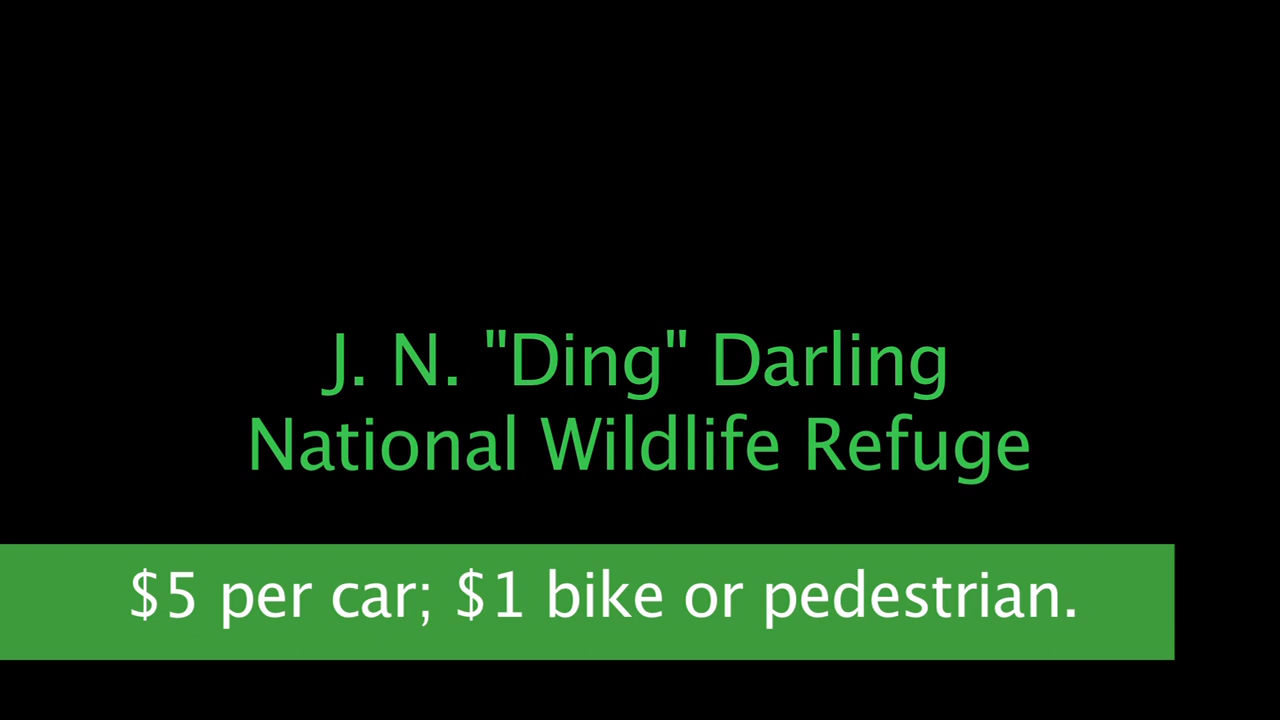 J. N. "Ding" Darling
National Wildlife Refuge
$5 per car; $1 bike or pedestrian.